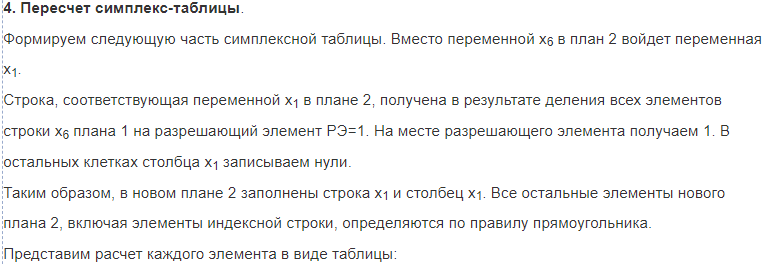 4. Пересчет симплекс-таблицы.
Формируем следующую часть симплексной таблицы. Вместо переменной x6 в план 2 войдет переменная
x1.
Строка, соответствующая переменной x1 в плане 2, получена в результате деления всех элементов
строки x6 плана 1 на разрешающий элемент РЭ=1. На месте разрешающего элемента получаем 1. В
остальных клетках столбца x1 записываем нули.
Таким образом, в новом плане 2 заполнены строка x1 и столбец x1. Все остальные элементы нового
плана 2, включая элементы индексной строки, определяются по правилу прямоугольника.
Представим расчет каждого элемента в виде таблицы: